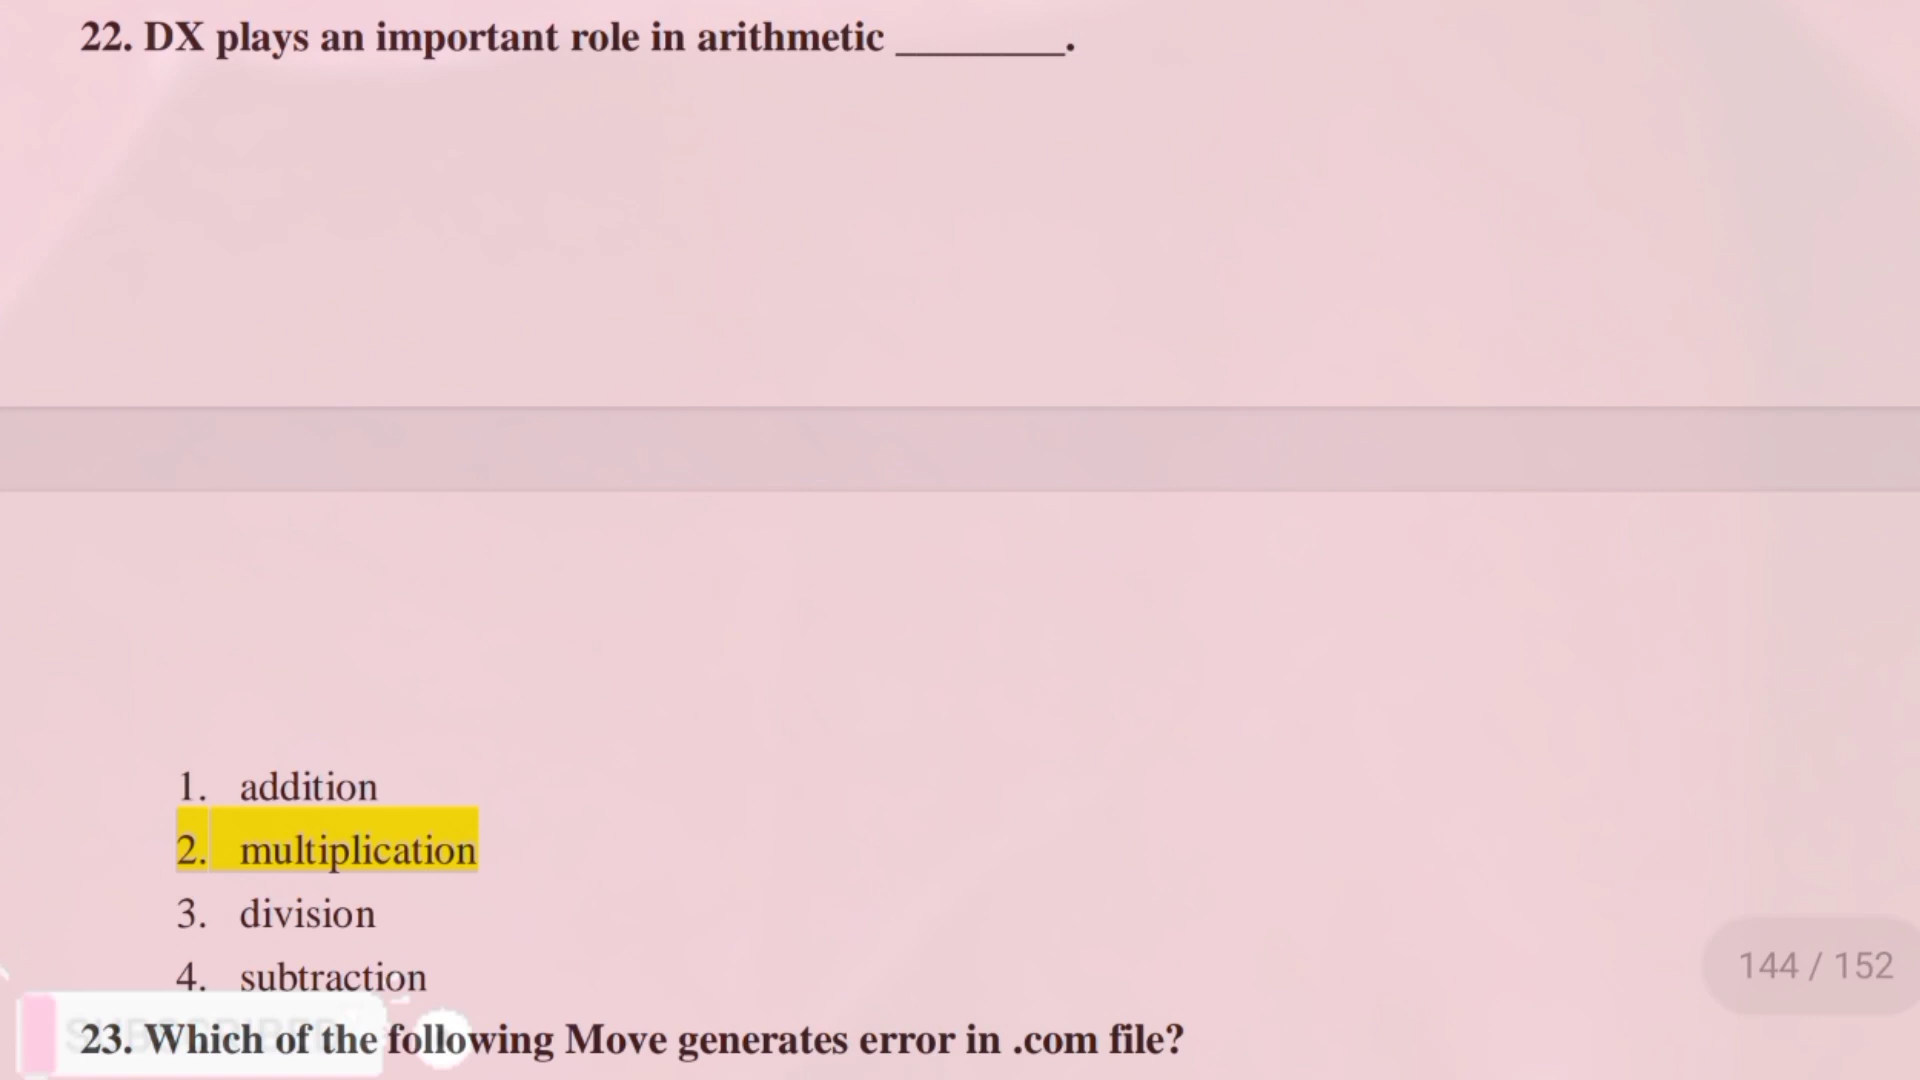 22. DX plays an important role in arithmetic ________.
1. addition
2. multiplication
3. division
4. subtraction
144 / 152
SUBSCRIBED
23. Which of the following Move generates error in .com file?